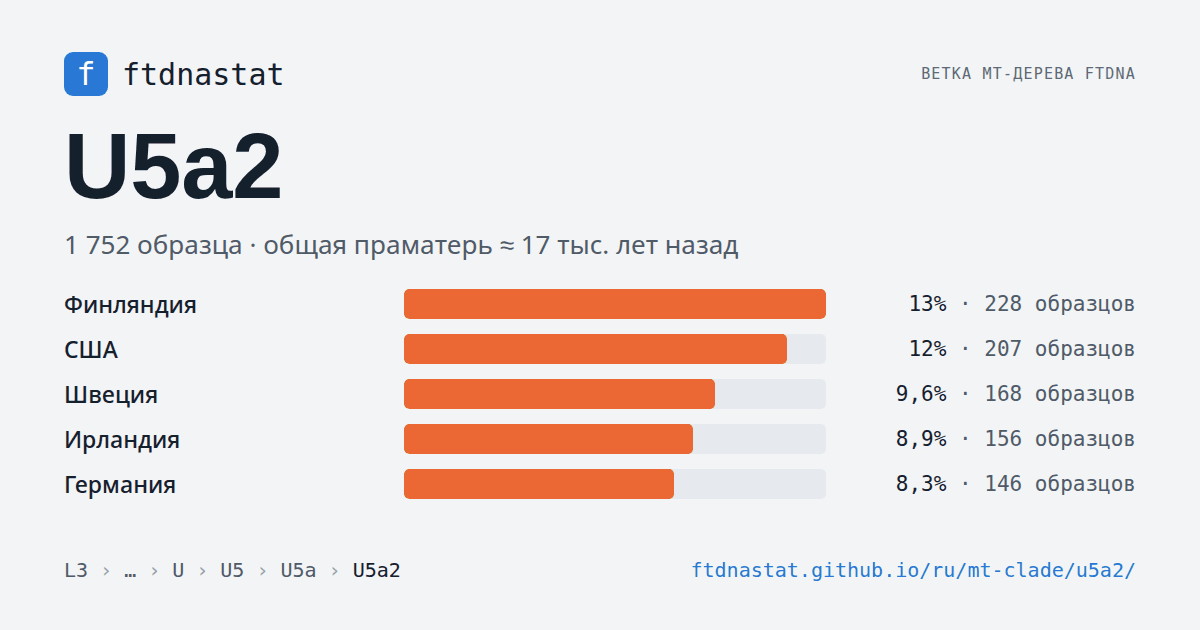 f ftdnastat
ВЕТКА МТ-ДЕРЕВА FTDNA
U5a2
1 752 образца · общая праматерь ≈ 17 тыс. лет назад
Финляндия 13% · 228 образцов
США 12% · 207 образцов
Швеция 9,6% · 168 образцов
Ирландия 8,9% · 156 образцов
Германия 8,3% · 146 образцов
L3 › … › U › U5 › U5a › U5a2
ftdnastat.github.io/ru/mt-clade/u5a2/